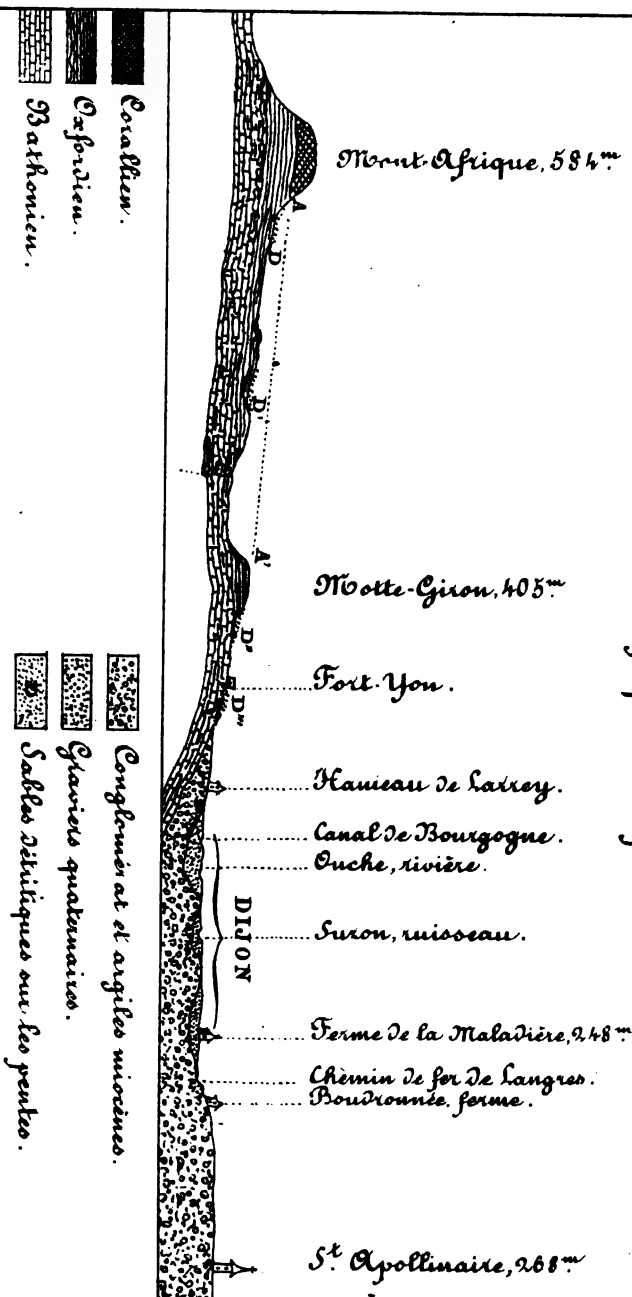 Mont-Afrique, 584m.
A
D
D'
A'
Motte-Giron, 405m.
D"
Fort-Yon.
D'''
Hameau de Larrey.
Canal de Bourgogne.
Ouche, rivière.
DIJON
Suzon, ruisseau.
Ferme de la Maladière, 248m.
Chemin de fer de Langres.
Boudronnée, ferme.
St. Apollinaire, 268m.
Corallien.
Oxfordien.
Bathonien.
Conglomérat et argiles miocènes.
Graviers quaternaires.
Sables détritiques sur les pentes.